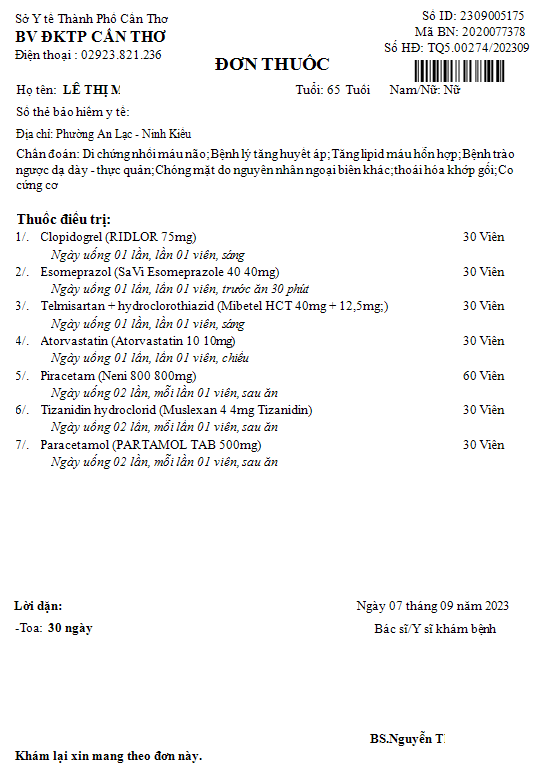 Sở Y tế Thành Phố Cần Thơ
BV ĐKTP CẦN THƠ
Điện thoại : 02923.821.236
Số ID: 2309005175
Mã BN: 2020077378
Số HĐ: TQ5.00274/202309
ĐƠN THUỐC
Họ tên: LÊ THỊ M
Tuổi: 65 Tuổi Nam/Nữ: Nữ
Số thẻ bảo hiểm y tế:
Địa chỉ: Phường An Lạc - Ninh Kiều
Chân đoán: Di chứng nhồi máu não;Bệnh lý tăng huyết áp;Tăng lipid máu hỗn hợp;Bệnh trào
ngược dạ dày - thực quản;Chóng mặt do nguyên nhân ngoại biên khác;thoái hóa khớp gối;Co
cứng cơ
Thuốc điều trị:
1/. Clopidogrel (RIDLOR 75mg) 30 Viên
Ngày uống 01 lần, lần 01 viên, sáng
2/. Esomeprazol (SaVi Esomeprazole 40 40mg) 30 Viên
Ngày uống 01 lần, lần 01 viên, trước ăn 30 phút
3/. Telmisartan + hydroclorothiazid (Mibetel HCT 40mg + 12,5mg;) 30 Viên
Ngày uống 01 lần, lần 01 viên, sáng
4/. Atorvastatin (Atorvastatin 10 10mg) 30 Viên
Ngày uống 01 lần, lần 01 viên, chiều
5/. Piracetam (Neni 800 800mg) 60 Viên
Ngày uống 02 lần, mỗi lần 01 viên, sau ăn
6/. Tizanidin hydroclorid (Muslexan 4 4mg Tizanidin) 30 Viên
Ngày uống 02 lần, mỗi lần 01 viên, sau ăn
7/. Paracetamol (PARTAMOL TAB 500mg) 30 Viên
Ngày uống 02 lần, mỗi lần 01 viên, sau ăn
Lời dặn:
-Toa: 30 ngày
Ngày 07 tháng 09 năm 2023
Bác sĩ/Y sĩ khám bệnh
BS.Nguyễn T
Khám lại xin mang theo đơn này.